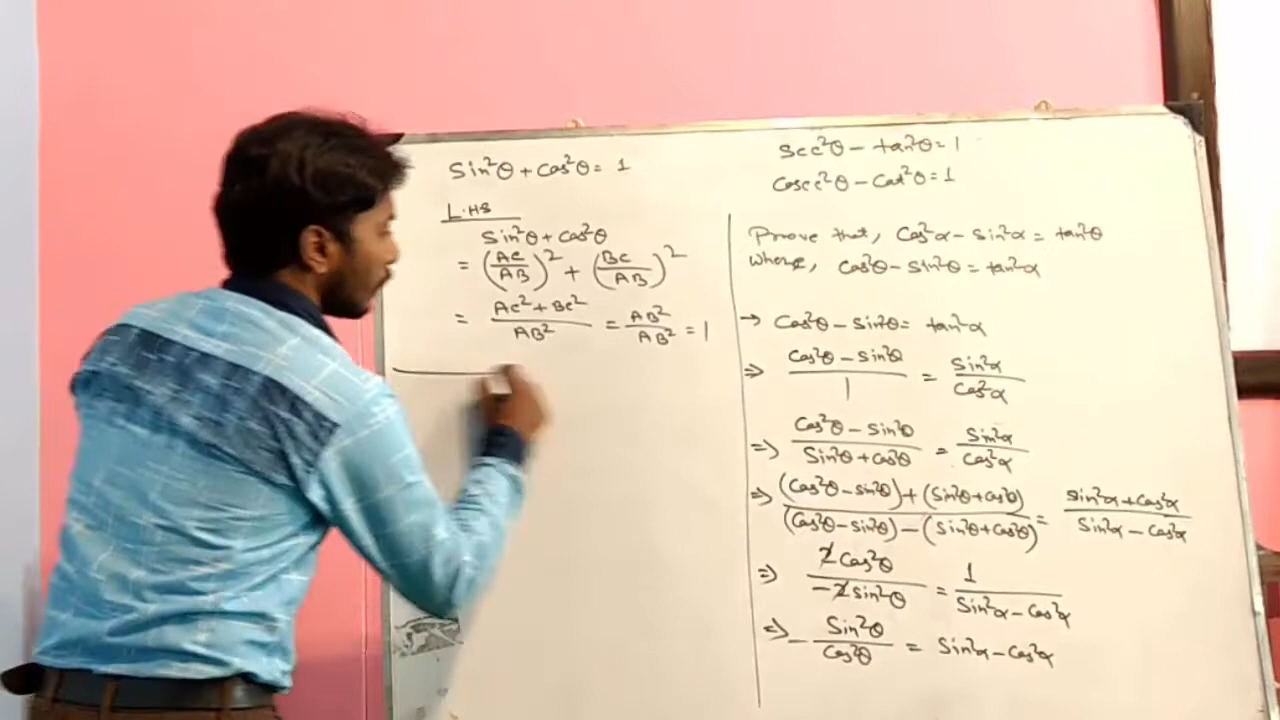 Sin²θ + Cos²θ = 1
L.H.S
Sin²θ + Cos²θ
= (AC/AB)² + (BC/AB)²
= (AC² + BC²)/AB² = AB²/AB² = 1
Sec²θ − tan²θ = 1
Cosec²θ − Cot²θ = 1
Prove that, Cos²α − Sin²α = tan²θ
where, Cos²θ − Sin²θ = tan²α
→ Cos²θ − Sin²θ = tan²α
⇒ (Cos²θ − Sin²θ)/1 = Sin²α/Cos²α
⇒ (Cos²θ − Sin²θ)/(Sin²θ + Cos²θ) = Sin²α/Cos²α
⇒ ((Cos²θ − Sin²θ) + (Sin²θ + Cos²θ))/((Cos²θ − Sin²θ) − (Sin²θ + Cos²θ)) = (Sin²α + Cos²α)/(Sin²α − Cos²α)
⇒ 2Cos²θ/−2Sin²θ = 1/(Sin²α − Cos²α)
⇒ − Sin²θ/Cos²θ = Sin²α − Cos²α